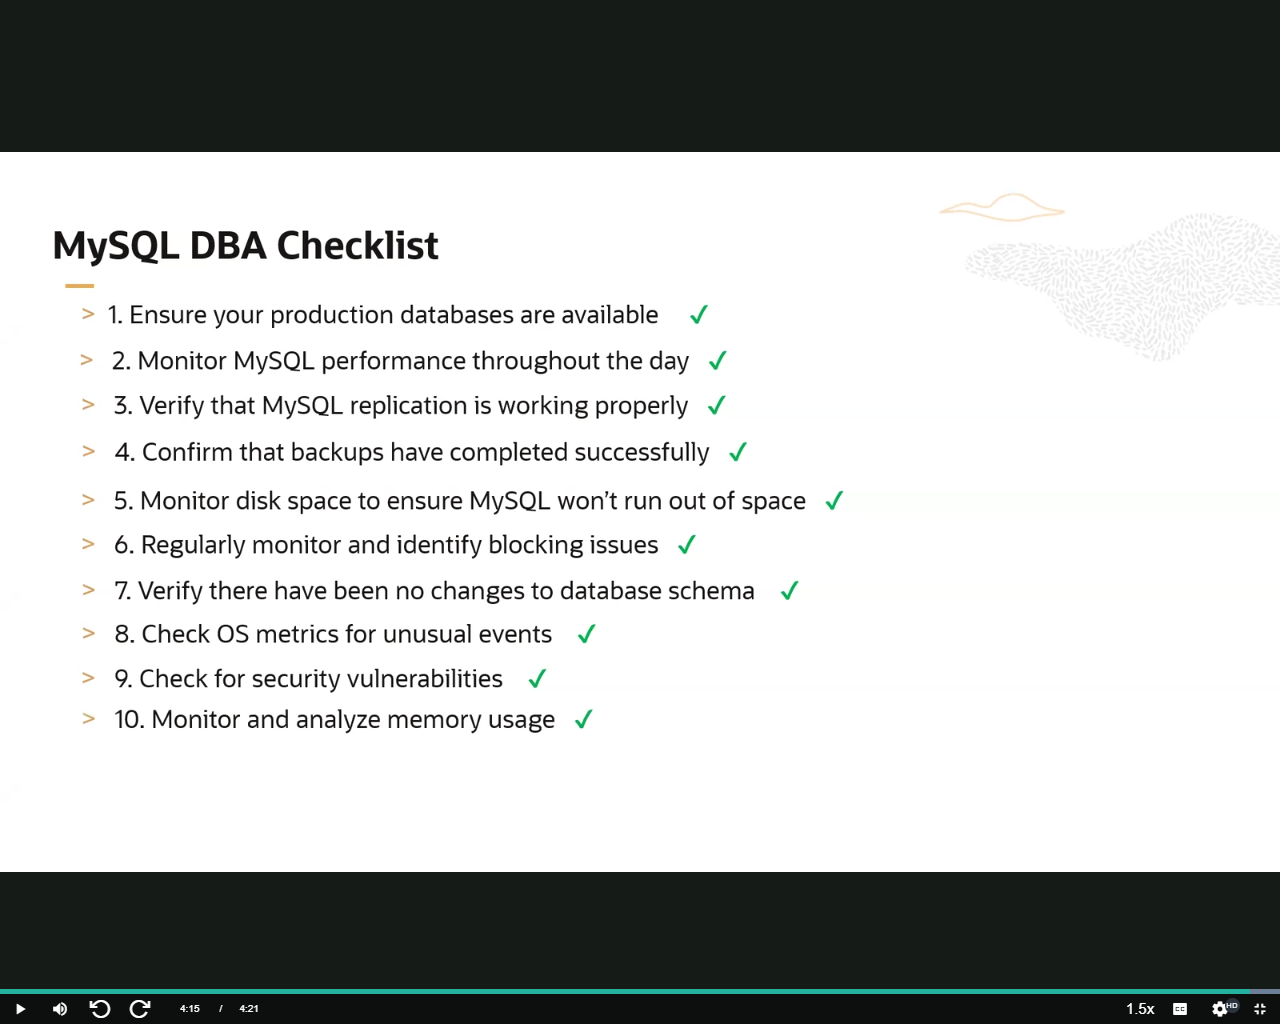 MySQL DBA Checklist
> 1. Ensure your production databases are available ✓
> 2. Monitor MySQL performance throughout the day ✓
> 3. Verify that MySQL replication is working properly ✓
> 4. Confirm that backups have completed successfully ✓
> 5. Monitor disk space to ensure MySQL won’t run out of space ✓
> 6. Regularly monitor and identify blocking issues ✓
> 7. Verify there have been no changes to database schema ✓
> 8. Check OS metrics for unusual events ✓
> 9. Check for security vulnerabilities ✓
> 10. Monitor and analyze memory usage ✓
4:15 / 4:21 1.5x CC HD